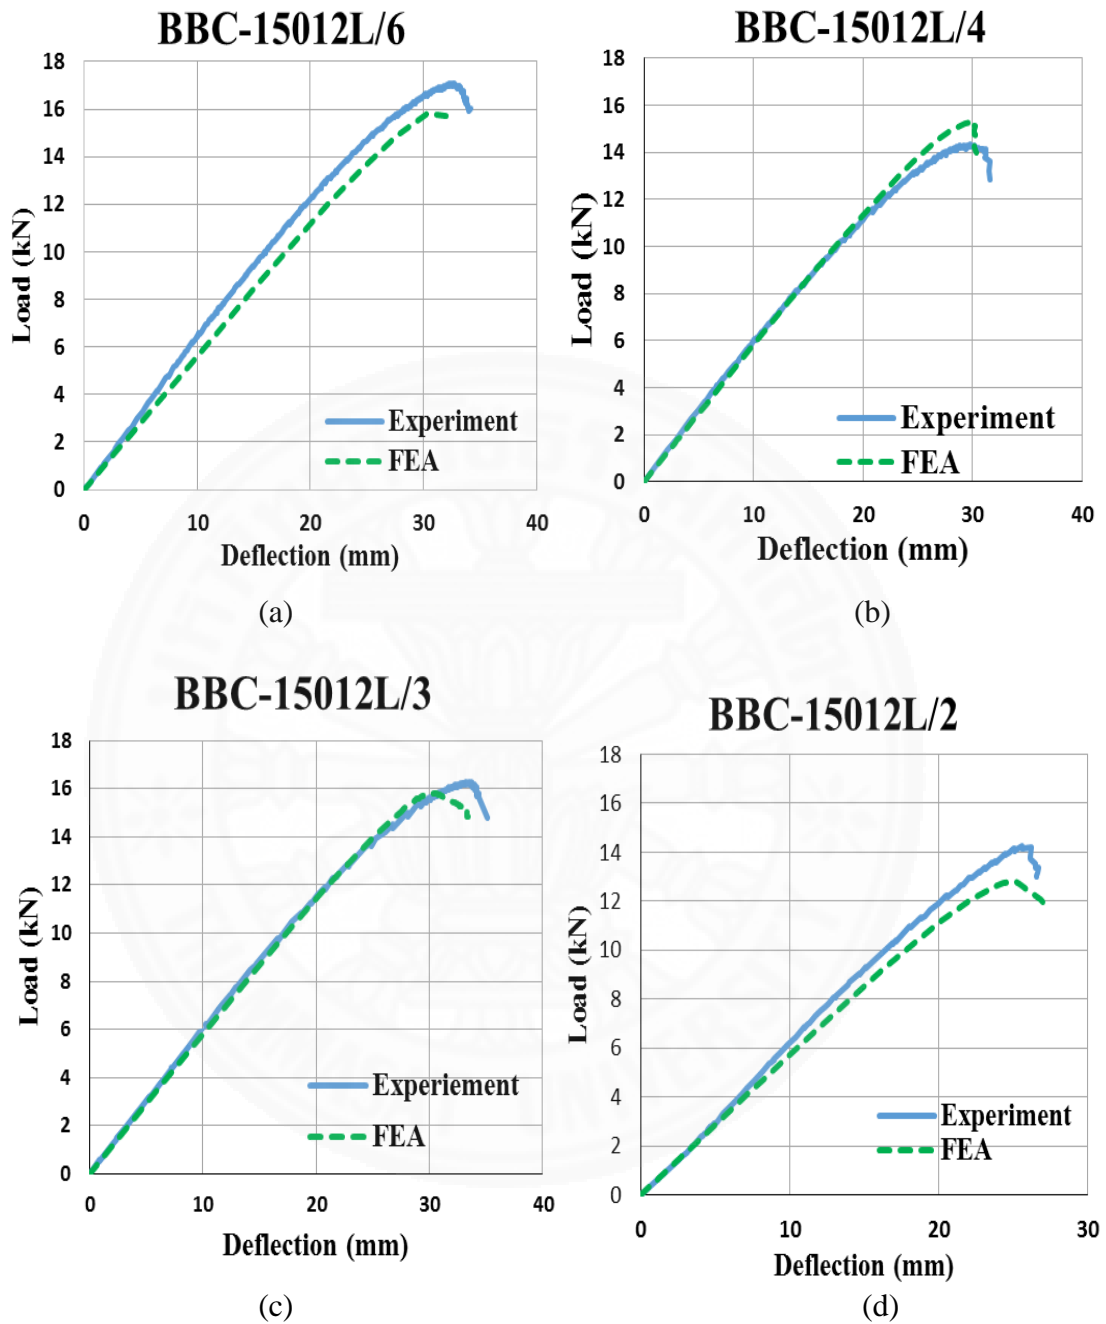 BBC-15012L/6
18
16
14
12
10
8
6
4
2
0
Load (kN)
Experiment
FEA
0 10 20 30 40
Deflection (mm)
(a)
BBC-15012L/4
18
16
14
12
10
8
6
4
2
0
Load (kN)
Experiment
FEA
0 10 20 30 40
Deflection (mm)
(b)
BBC-15012L/3
18
16
14
12
10
8
6
4
2
0
Load (kN)
Experiement
FEA
0 10 20 30 40
Deflection (mm)
(c)
BBC-15012L/2
18
16
14
12
10
8
6
4
2
0
Load (kN)
Experiment
FEA
0 10 20 30
Deflection (mm)
(d)